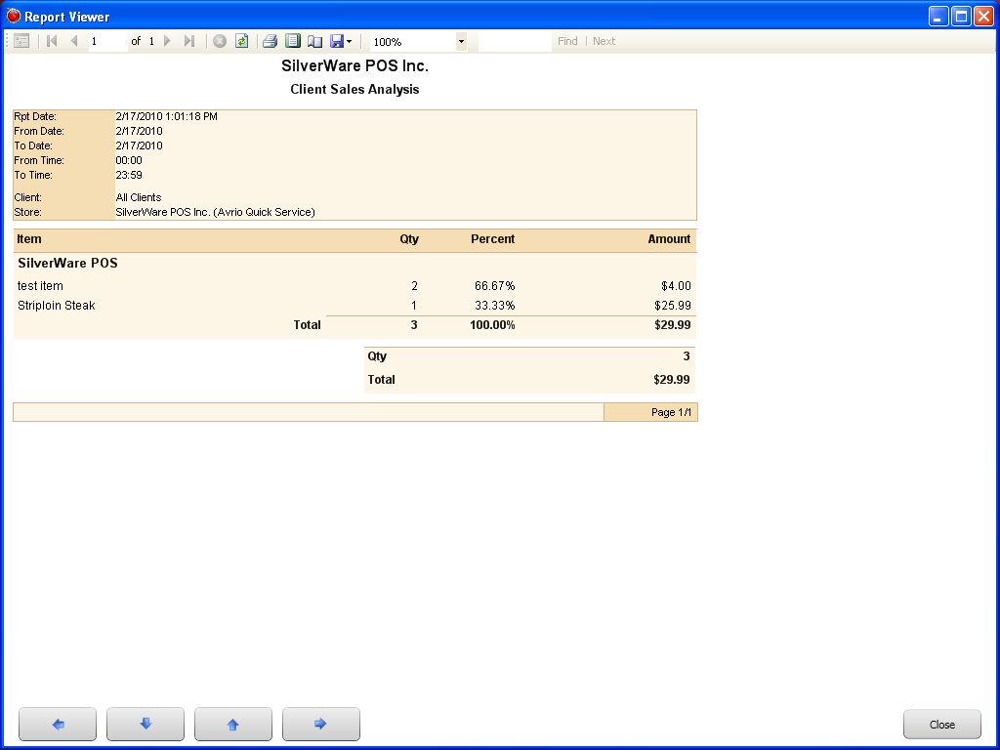 Report Viewer
1 of 1 100% Find | Next
SilverWare POS Inc.
Client Sales Analysis
Rpt Date: 2/17/2010 1:01:18 PM
From Date: 2/17/2010
To Date: 2/17/2010
From Time: 00:00
To Time: 23:59
Client: All Clients
Store: SilverWare POS Inc. (Avrio Quick Service)
Item Qty Percent Amount
SilverWare POS
test item 2 66.67% $4.00
Striploin Steak 1 33.33% $25.99
Total 3 100.00% $29.99
Qty 3
Total $29.99
Page 1/1
Close